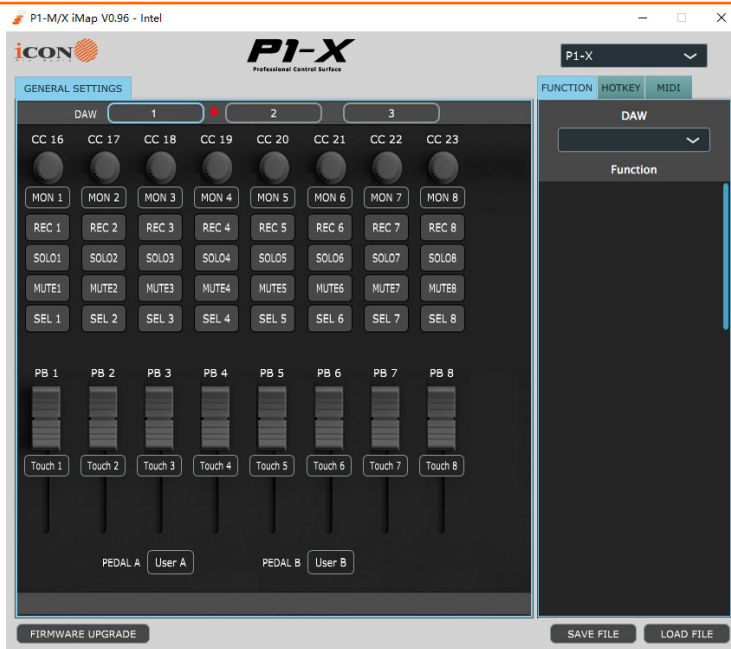 P1-M/X iMap V0.96 - Intel
icon
Pro Audio
P1-X
Professional Control Surface
P1-X
GENERAL SETTINGS
FUNCTION HOTKEY MIDI
DAW 1 2 3
DAW
CC 16 CC 17 CC 18 CC 19 CC 20 CC 21 CC 22 CC 23
Function
MON 1 MON 2 MON 3 MON 4 MON 5 MON 6 MON 7 MON 8
REC 1 REC 2 REC 3 REC 4 REC 5 REC 6 REC 7 REC 8
SOLO1 SOLO2 SOLO3 SOLO4 SOLO5 SOLO6 SOLO7 SOLO8
MUTE1 MUTE2 MUTE3 MUTE4 MUTE5 MUTE6 MUTE7 MUTE8
SEL 1 SEL 2 SEL 3 SEL 4 SEL 5 SEL 6 SEL 7 SEL 8
PB 1 PB 2 PB 3 PB 4 PB 5 PB 6 PB 7 PB 8
Touch 1 Touch 2 Touch 3 Touch 4 Touch 5 Touch 6 Touch 7 Touch 8
PEDAL A User A PEDAL B User B
FIRMWARE UPGRADE
SAVE FILE LOAD FILE